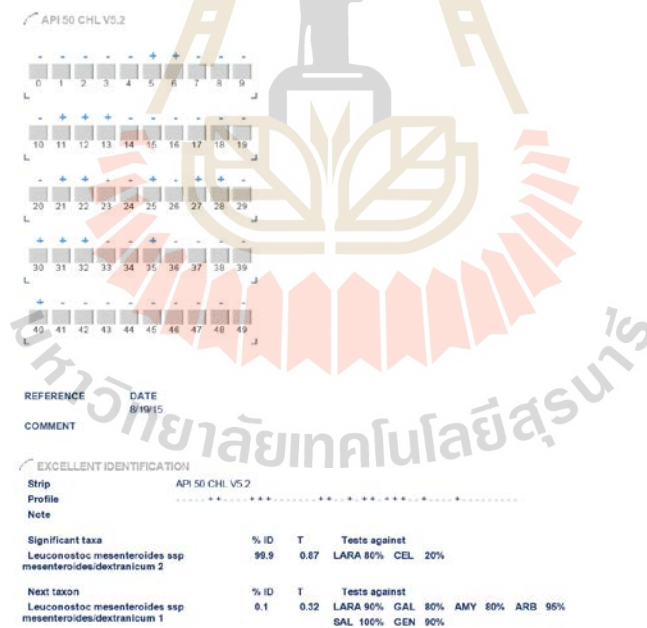 API 50 CHL V5.2
- - - - - + + - - -
0 1 2 3 4 5 6 7 8 9
- + + + - - - - - -
10 11 12 13 14 15 16 17 18 19
- + + - - + - + + -
20 21 22 23 24 25 26 27 28 29
+ + + - - + - - - -
30 31 32 33 34 35 36 37 38 39
+ - - - - - - - - -
40 41 42 43 44 45 46 47 48 49
มหาวิทยาลัยเทคโนโลยีสุรนารี
REFERENCE DATE
8/19/15
COMMENT
EXCELLENT IDENTIFICATION
Strip API 50 CHL V5.2
Profile - - - - - + + - - - - + + + - - - - - - - + + - - + - + + - + + + - - + - - - - + - - - - - - - - -
Note
Significant taxa % ID T Tests against
Leuconostoc mesenteroides ssp 99.9 0.87 LARA 80% CEL 20%
mesenteroides/dextranicum 2
Next taxon % ID T Tests against
Leuconostoc mesenteroides ssp 0.1 0.32 LARA 90% GAL 80% AMY 80% ARB 95%
mesenteroides/dextranicum 1 SAL 100% GEN 90%